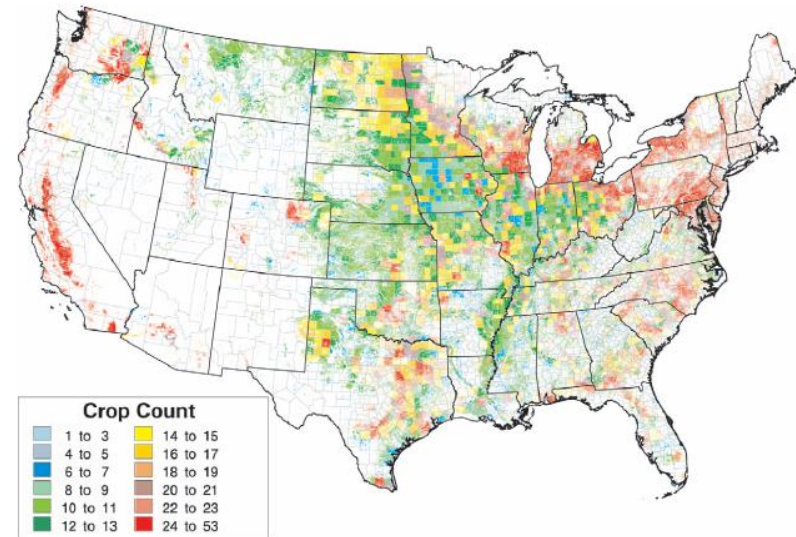 Crop Count
1 to 3
4 to 5
6 to 7
8 to 9
10 to 11
12 to 13
14 to 15
16 to 17
18 to 19
20 to 21
22 to 23
24 to 53